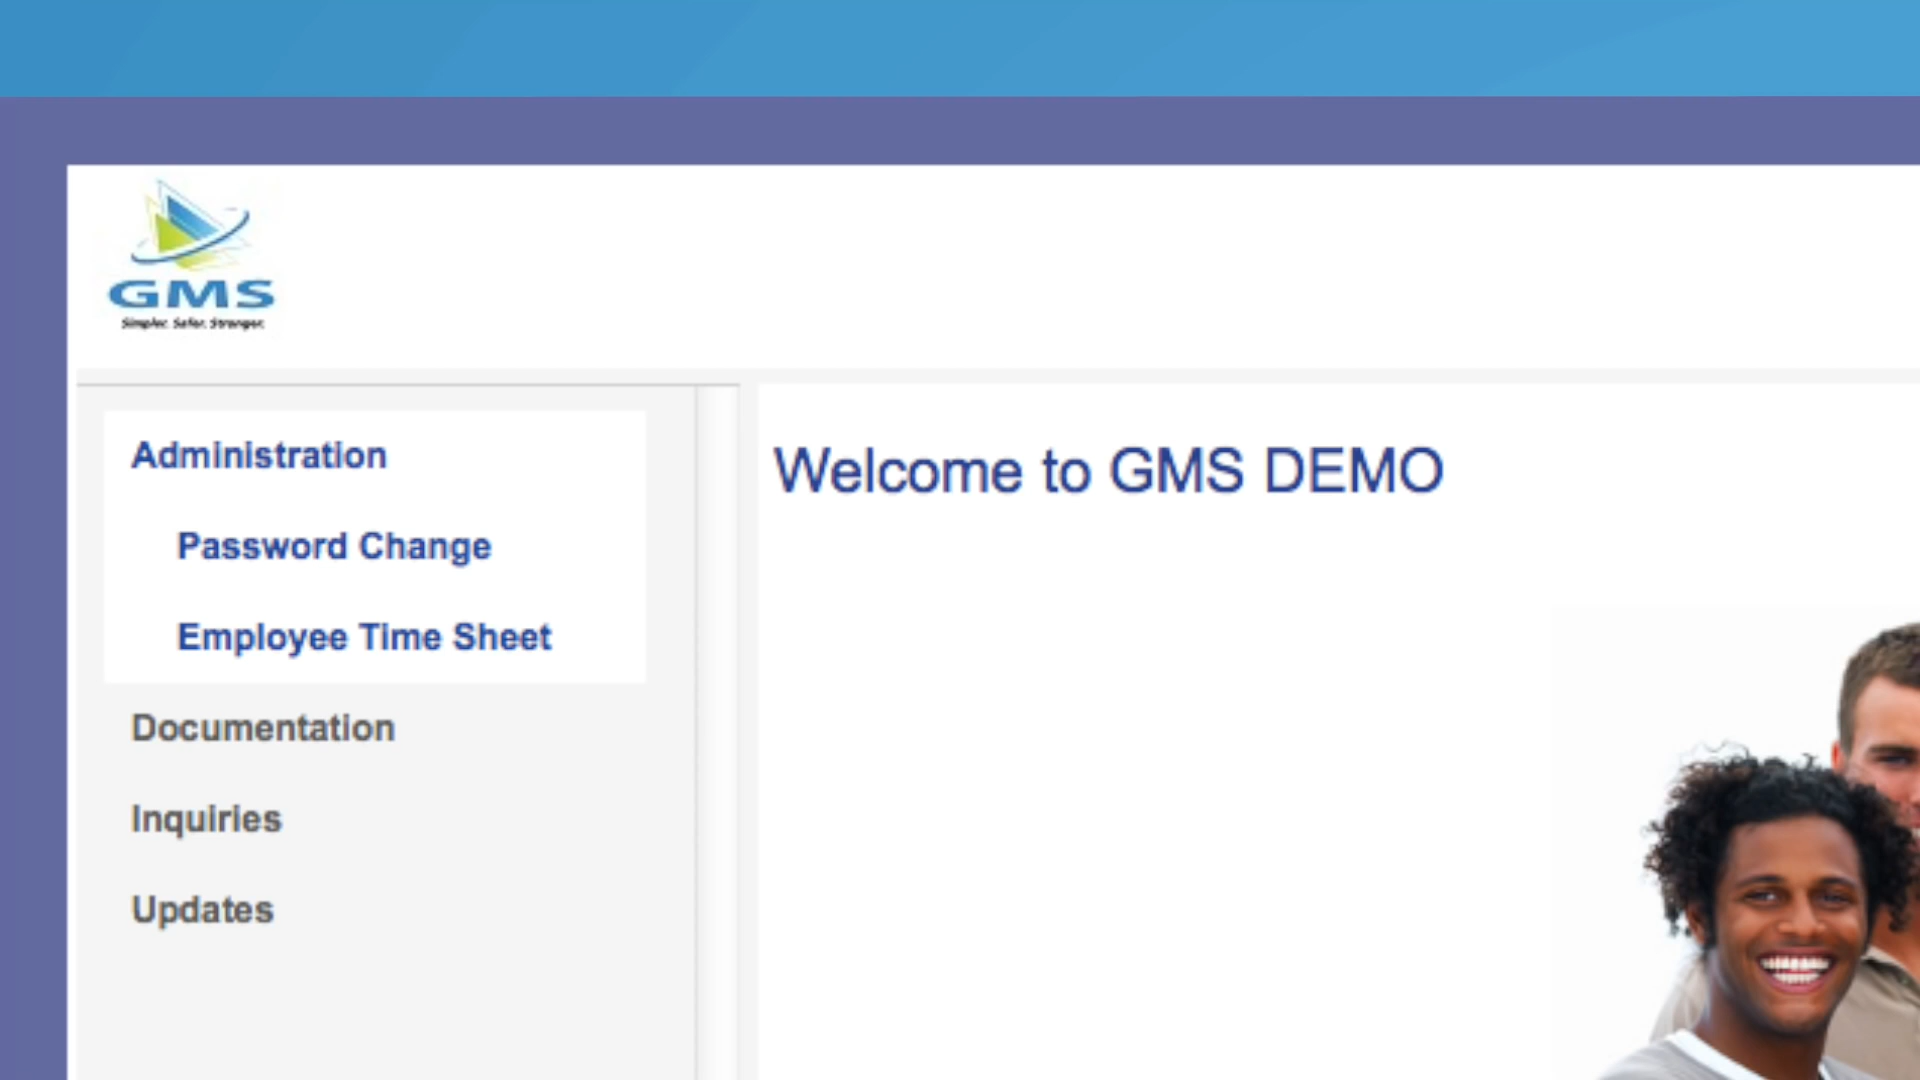 GMS
Simpler. Safer. Stronger.
Administration
Password Change
Employee Time Sheet
Documentation
Inquiries
Updates
Welcome to GMS DEMO